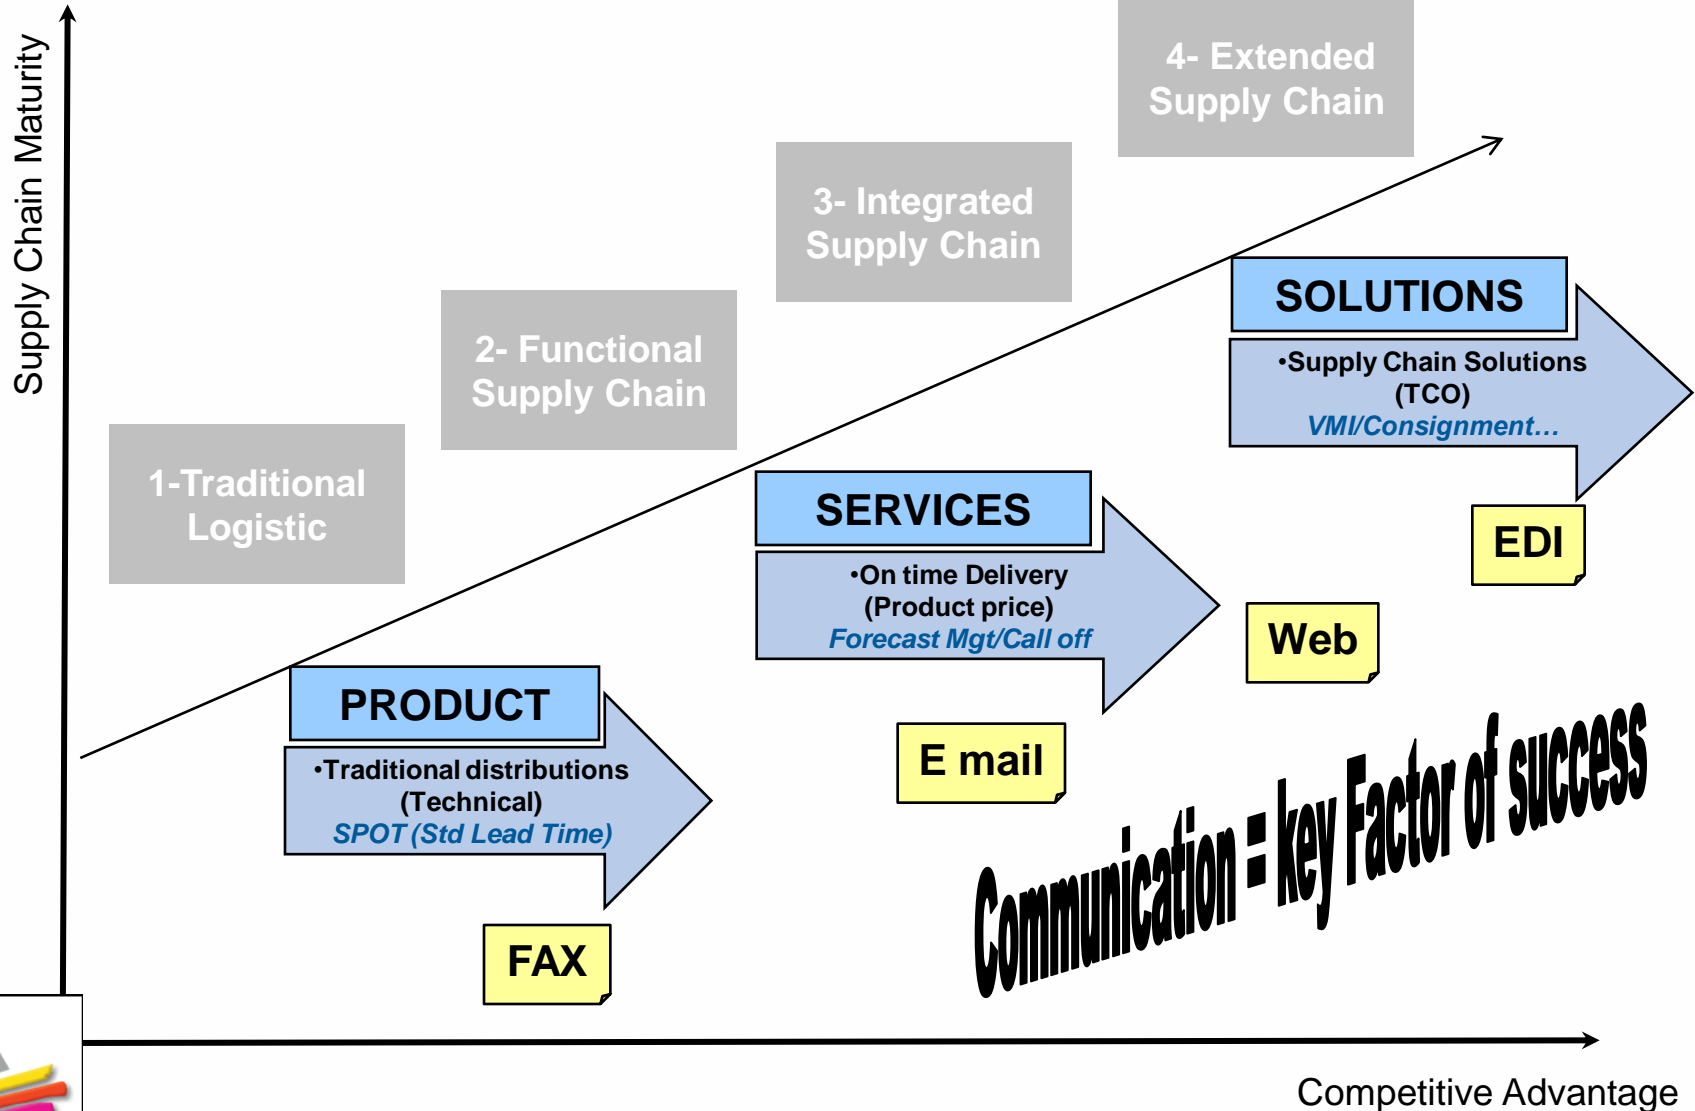 Supply Chain Maturity
4- Extended
Supply Chain
3- Integrated
Supply Chain
2- Functional
Supply Chain
1-Traditional
Logistic
SOLUTIONS
•Supply Chain Solutions
(TCO)
VMI/Consignment…
EDI
SERVICES
•On time Delivery
(Product price)
Forecast Mgt/Call off
Web
E mail
PRODUCT
•Traditional distributions
(Technical)
SPOT (Std Lead Time)
FAX
Communication = key Factor of success
Competitive Advantage